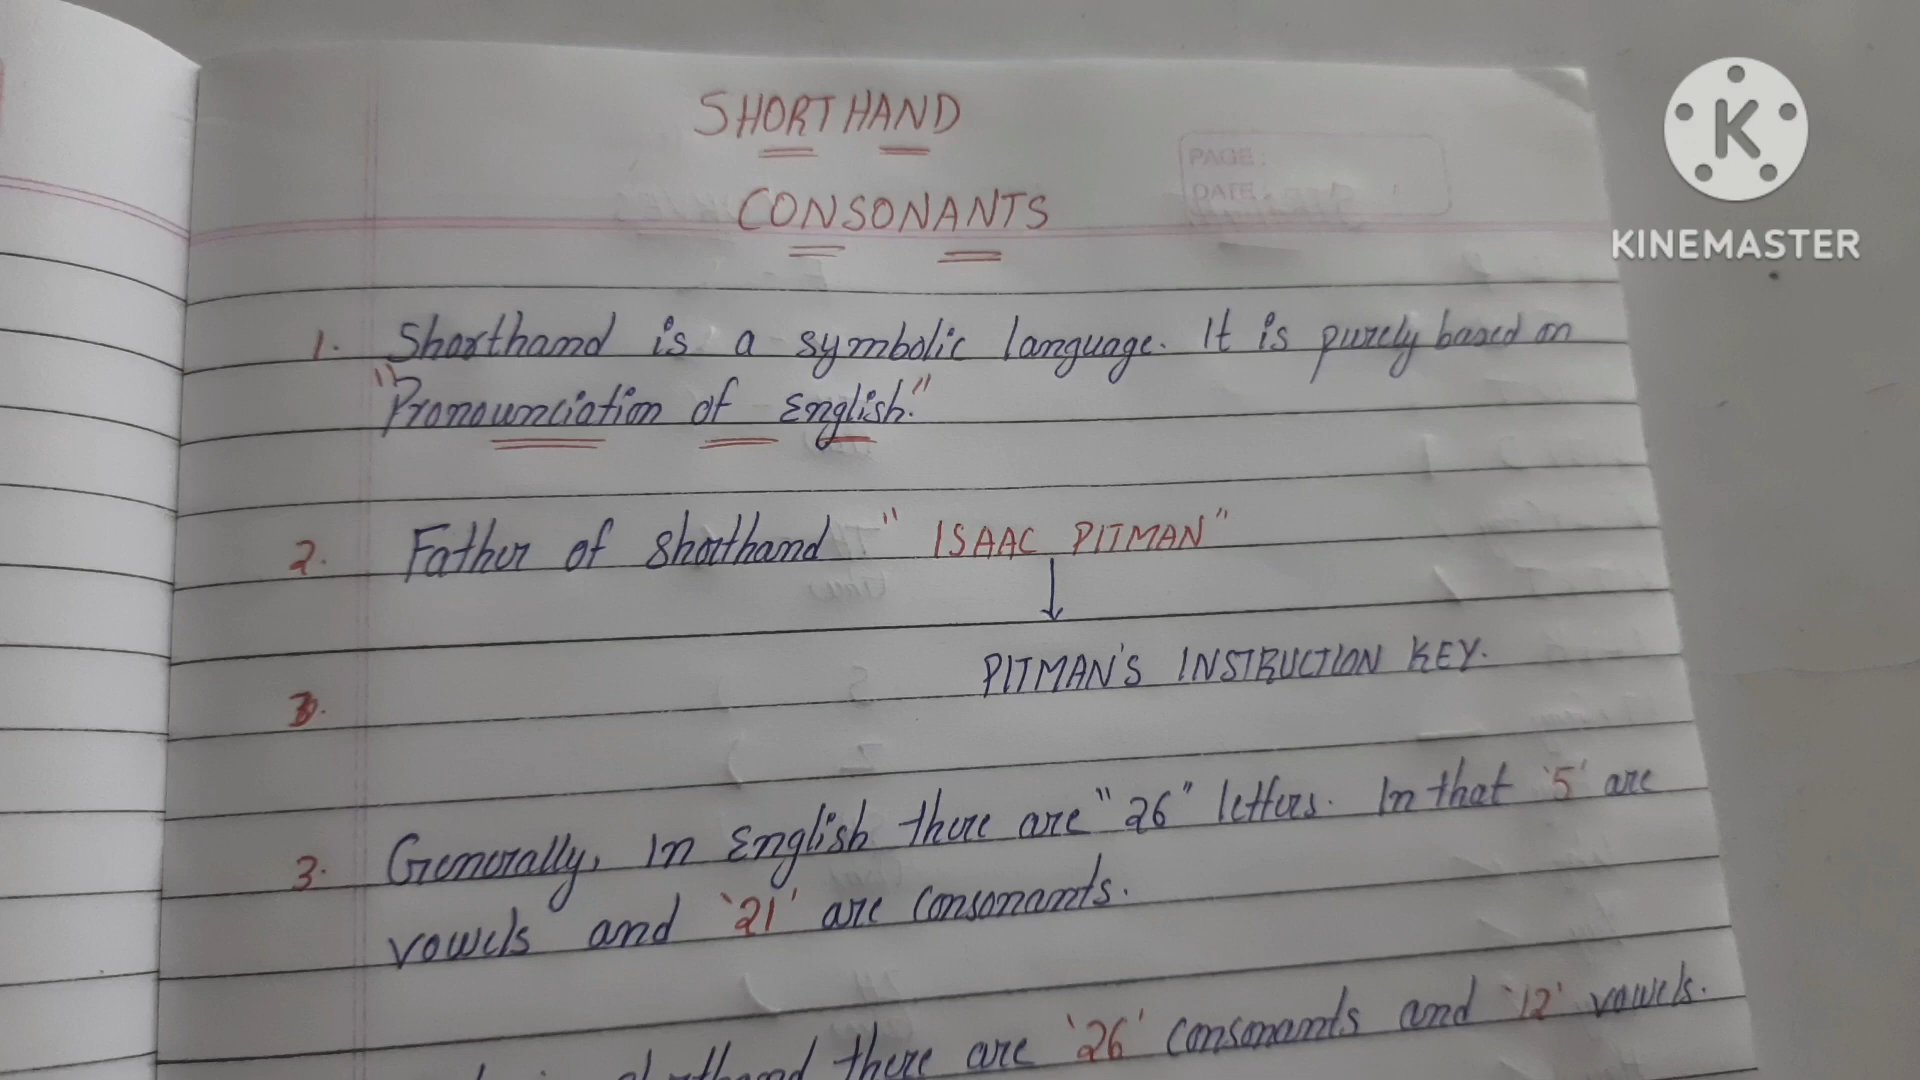 SHORTHAND
CONSONANTS
PAGE:
DATE:
KINEMASTER
1. Shorthand is a symbolic language. It is purely based on
"Pronounciation of English."
2. Father of shorthand "ISAAC PITMAN"
PITMAN'S INSTRUCTION KEY.
3.
3. Generally, in English there are "26" letters. In that '5' are
vowels and '21' are consonants.
shorthand there are '26' consonants and '12' vowels.